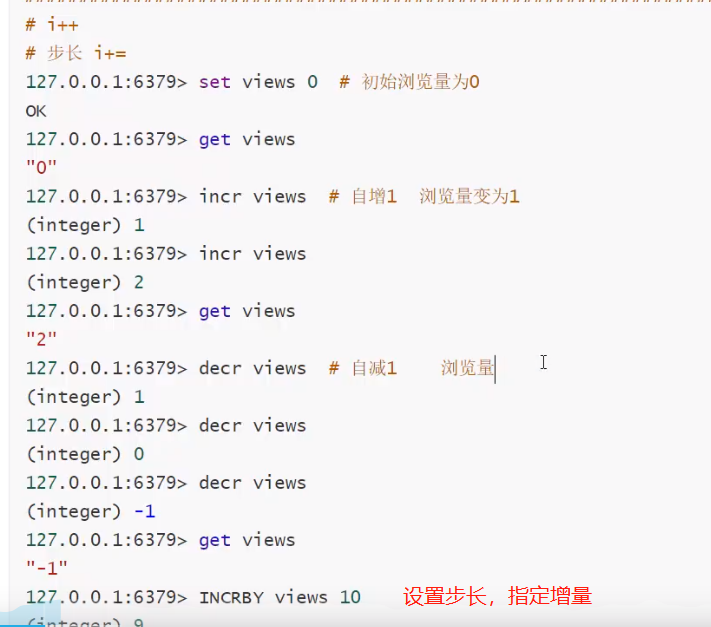 # i++
# 步长 i+=
127.0.0.1:6379> set views 0  # 初始浏览量为0
OK
127.0.0.1:6379> get views
"0"
127.0.0.1:6379> incr views  # 自增1  浏览量变为1
(integer) 1
127.0.0.1:6379> incr views
(integer) 2
127.0.0.1:6379> get views
"2"
127.0.0.1:6379> decr views  # 自减1    浏览量
(integer) 1
127.0.0.1:6379> decr views
(integer) 0
127.0.0.1:6379> decr views
(integer) -1
127.0.0.1:6379> get views
"-1"
127.0.0.1:6379> INCRBY views 10    设置步长，指定增量
(integer) 9